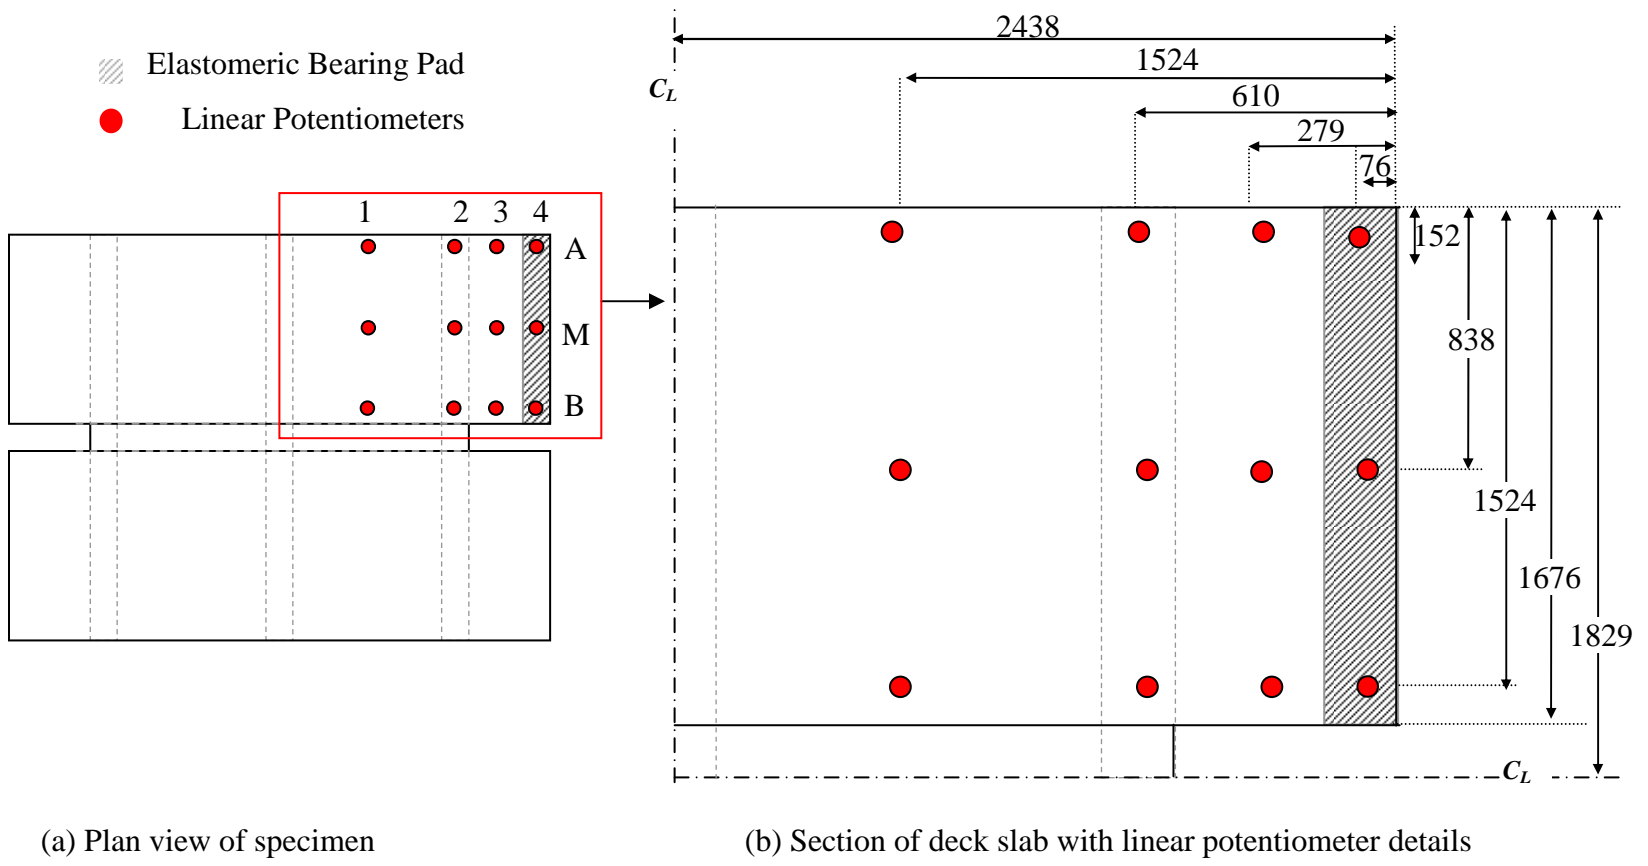 Elastomeric Bearing Pad
Linear Potentiometers
1 2 3 4
A
M
B
2438
1524
C_L
610
279
76
152
838
1524
1676
1829
C_L
(a) Plan view of specimen
(b) Section of deck slab with linear potentiometer details